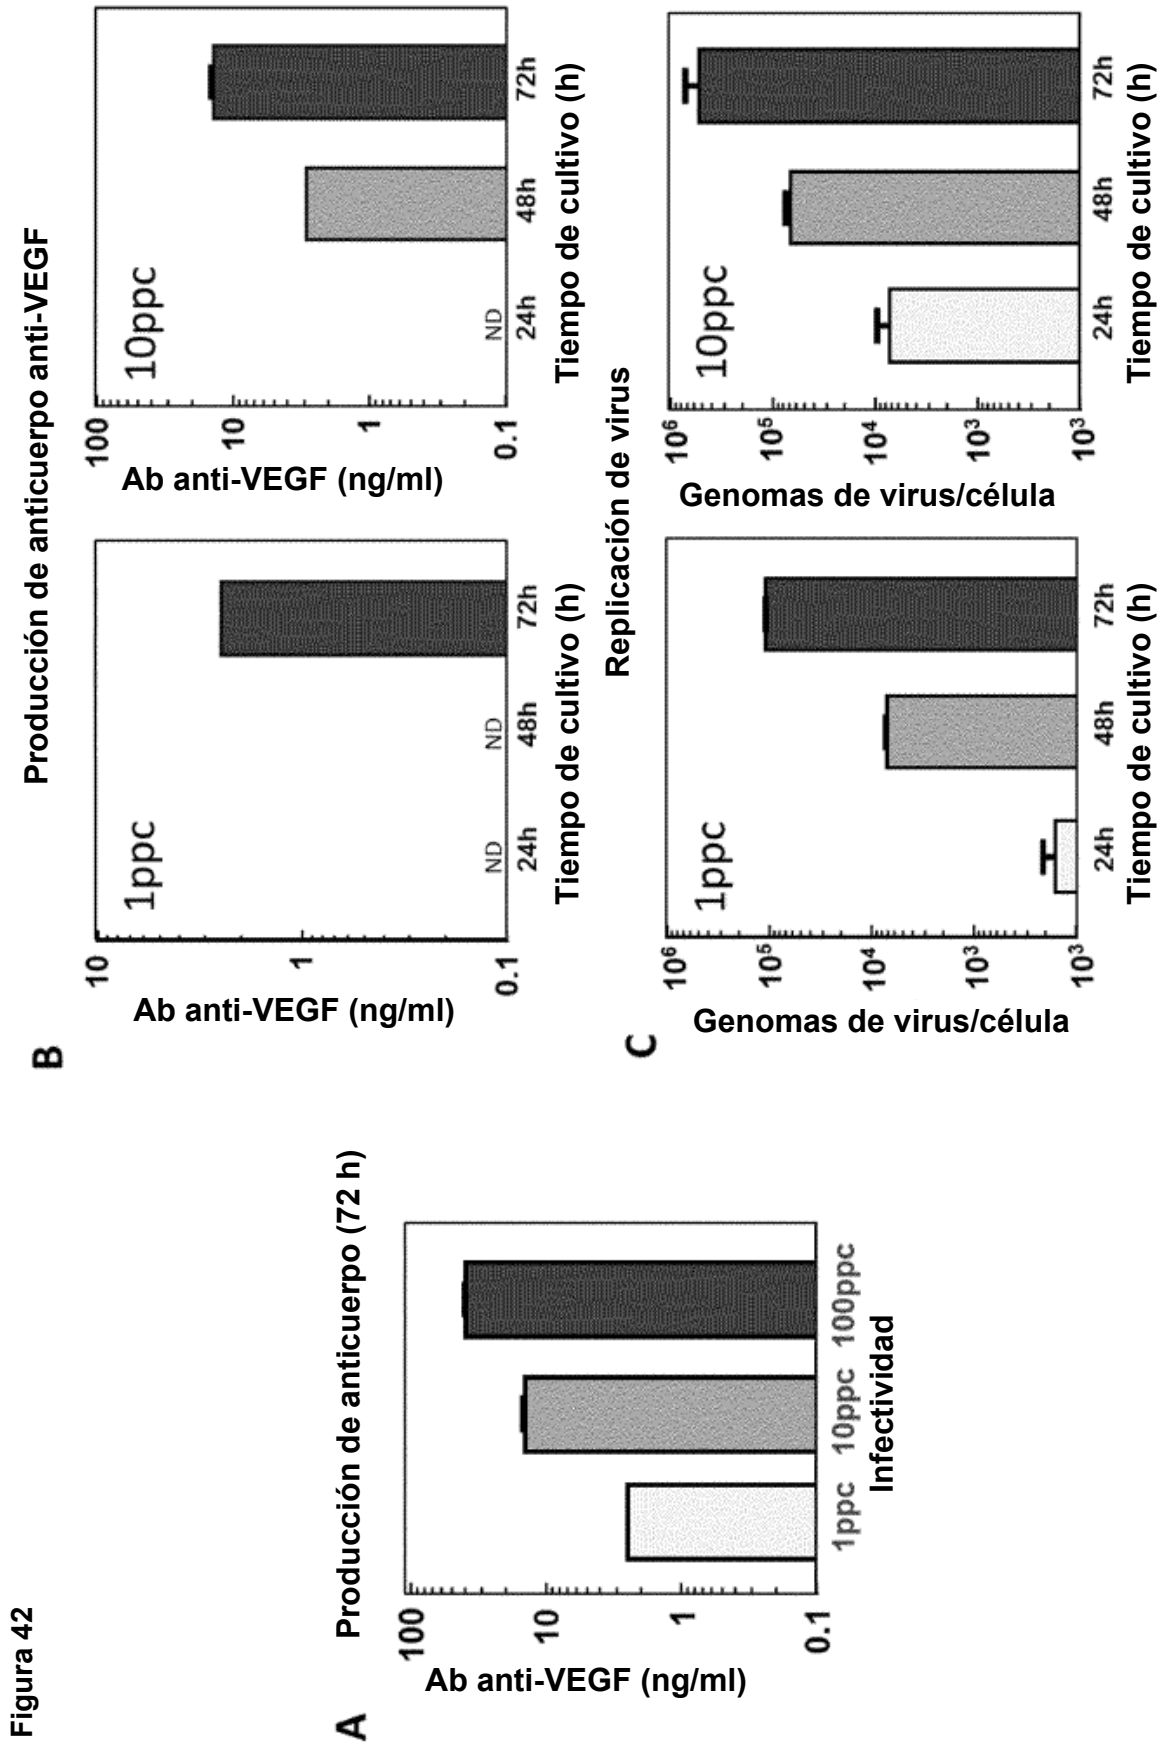 Figura 42
A
Producción de anticuerpo (72 h)
Ab anti-VEGF (ng/ml)
100
10
1
0.1
1ppc 10ppc 100ppc
Infectividad
B
Producción de anticuerpo anti-VEGF
Ab anti-VEGF (ng/ml)
10
1
0.1
1ppc
ND ND
24h 48h 72h
Tiempo de cultivo (h)
Ab anti-VEGF (ng/ml)
100
10
1
0.1
10ppc
ND
24h 48h 72h
Tiempo de cultivo (h)
C
Replicación de virus
Genomas de virus/célula
10⁶
10⁵
10⁴
10³
10³
1ppc
24h 48h 72h
Tiempo de cultivo (h)
Genomas de virus/célula
10⁶
10⁵
10⁴
10³
10³
10ppc
24h 48h 72h
Tiempo de cultivo (h)